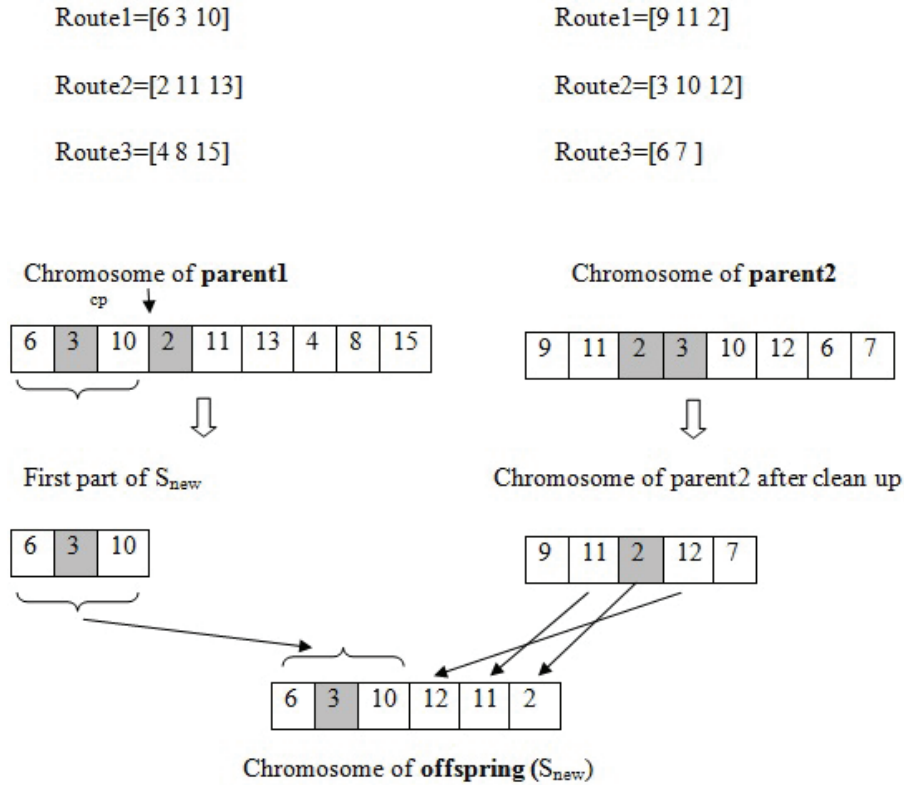 Route1=[6 3 10]
Route1=[9 11 2]
Route2=[2 11 13]
Route2=[3 10 12]
Route3=[4 8 15]
Route3=[6 7 ]
Chromosome of parent1
Chromosome of parent2
cp
6 3 10 2 11 13 4 8 15
9 11 2 3 10 12 6 7
First part of Snew
Chromosome of parent2 after clean up
6 3 10
9 11 2 12 7
6 3 10 12 11 2
Chromosome of offspring (Snew)